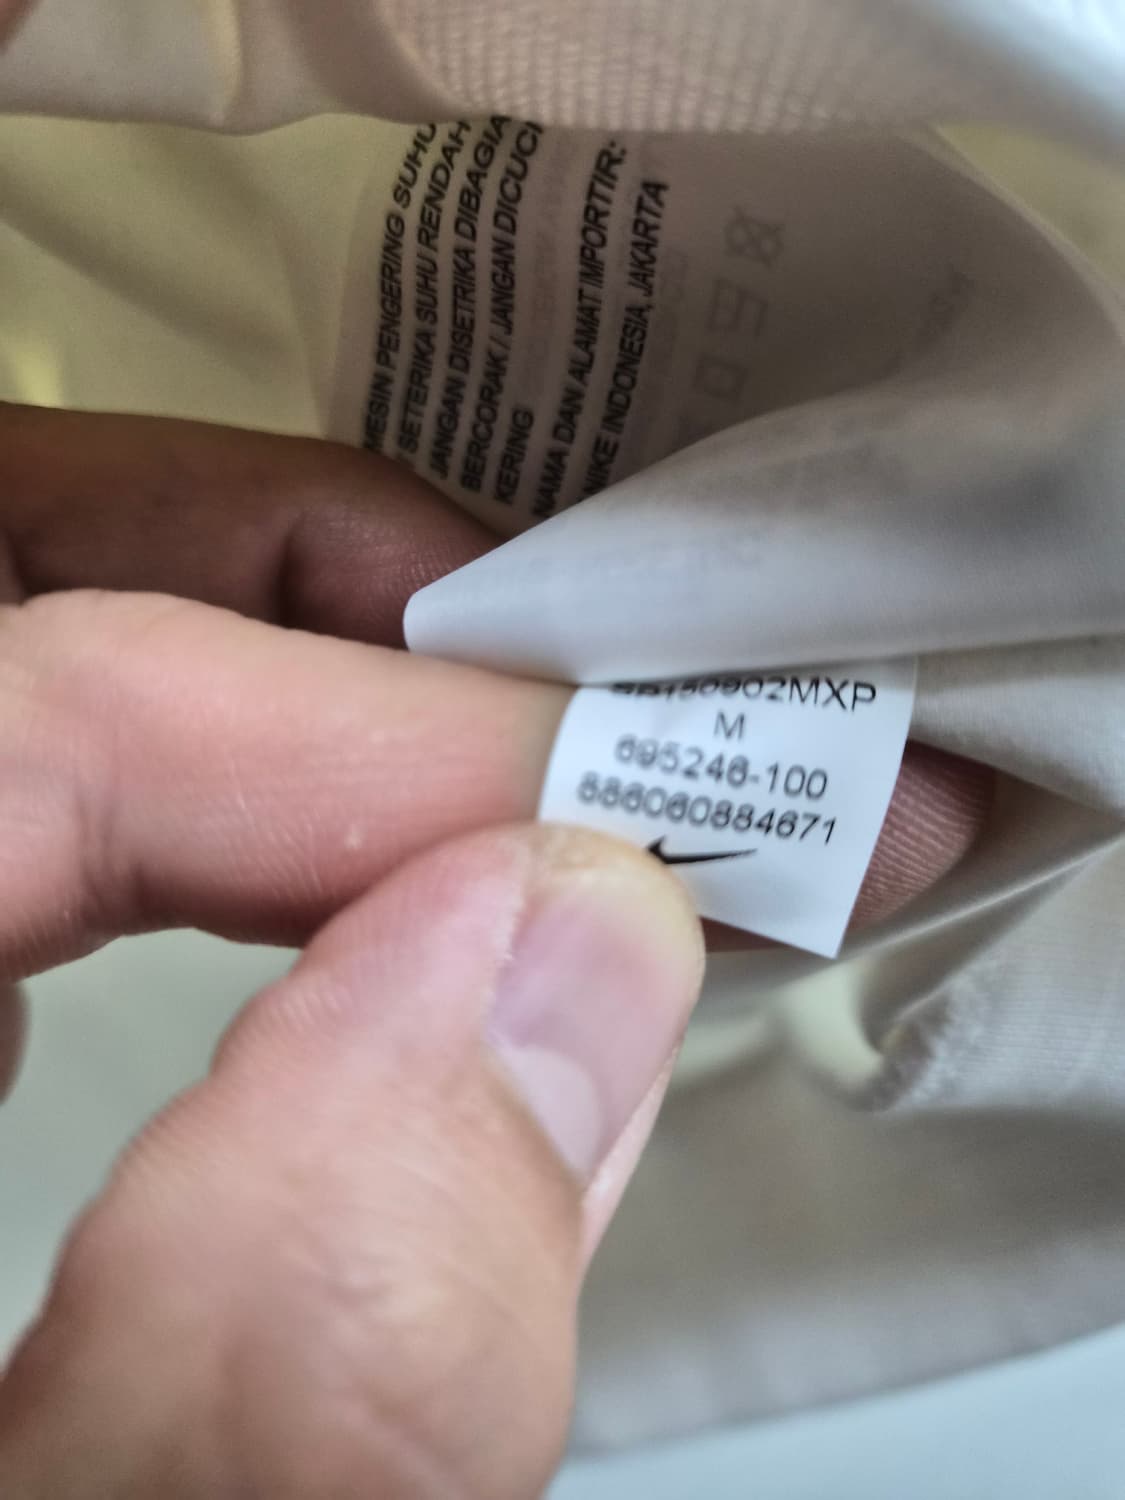 MESIN PENGERING SUHU
SETERIKA SUHU RENDAH
JANGAN DISETRIKA DIBAGIA
BERCORAK / JANGAN DICUCI
KERING
NAMA DAN ALAMAT IMPORTIR:
NIKE INDONESIA, JAKARTA
M
695246-100
886060884671